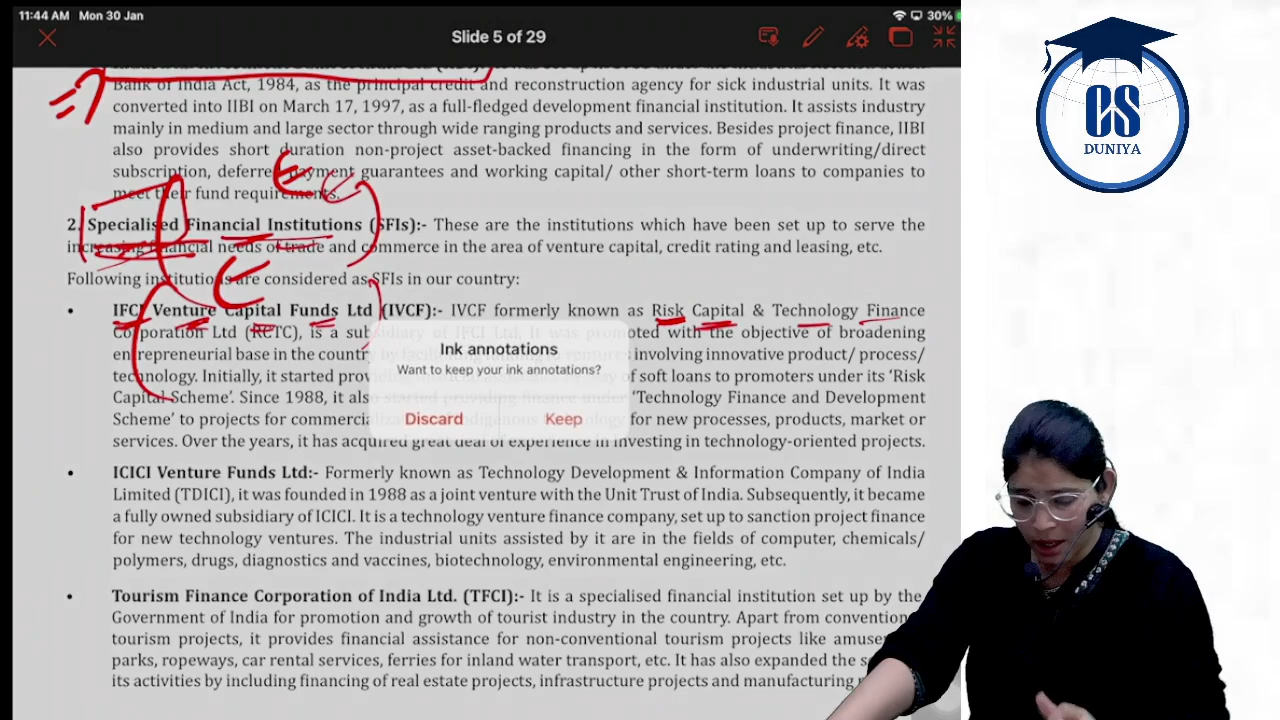 11:44 AM Mon 30 Jan
30%
Slide 5 of 29
Bank of India Act, 1984, as the principal credit and reconstruction agency for sick industrial units. It was
converted into IIBI on March 17, 1997, as a full-fledged development financial institution. It assists industry
mainly in medium and large sector through wide ranging products and services. Besides project finance, IIBI
also provides short duration non-project asset-backed financing in the form of underwriting/direct
subscription, deferred payment guarantees and working capital/ other short-term loans to companies to
meet their fund requirements.
2. Specialised Financial Institutions (SFIs):- These are the institutions which have been set up to serve the
increasing financial needs of trade and commerce in the area of venture capital, credit rating and leasing, etc.
Following institutions are considered as SFIs in our country:
• IFCI Venture Capital Funds Ltd (IVCF):- IVCF formerly known as Risk Capital & Technology Finance
Corporation Ltd (RCTC), is a subsidiary of IFCI Ltd. It was promoted with the objective of broadening
entrepreneurial base in the country by involving innovative product/ process/
technology. Initially, it started of soft loans to promoters under its ‘Risk
Capital Scheme’. Since 1988, it also started providing finance under ‘Technology Finance and Development
Scheme’ to projects for for new processes, products, market or
services. Over the years, it has acquired great deal of experience in investing in technology-oriented projects.
Ink annotations
Want to keep your ink annotations?
Discard Keep
• ICICI Venture Funds Ltd:- Formerly known as Technology Development & Information Company of India
Limited (TDICI), it was founded in 1988 as a joint venture with the Unit Trust of India. Subsequently, it became
a fully owned subsidiary of ICICI. It is a technology venture finance company, set up to sanction project finance
for new technology ventures. The industrial units assisted by it are in the fields of computer, chemicals/
polymers, drugs, diagnostics and vaccines, biotechnology, environmental engineering, etc.
• Tourism Finance Corporation of India Ltd. (TFCI):- It is a specialised financial institution set up by the
Government of India for promotion and growth of tourist industry in the country. Apart from convention
tourism projects, it provides financial assistance for non-conventional tourism projects like amuse
parks, ropeways, car rental services, ferries for inland water transport, etc. It has also expanded the
its activities by including financing of real estate projects, infrastructure projects and manufacturing
CS
DUNIYA